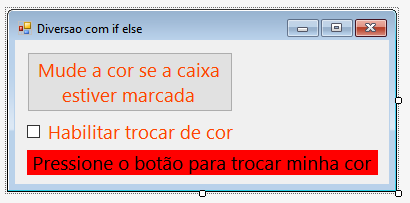 Diversao com if else
Mude a cor se a caixa
estiver marcada
Habilitar trocar de cor
Pressione o botão para trocar minha cor